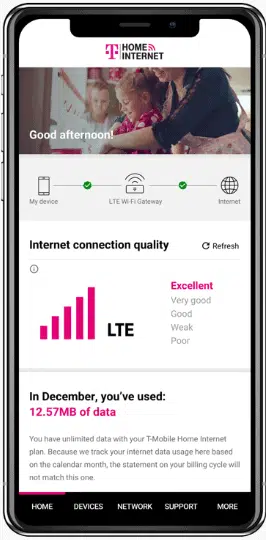 T HOME
INTERNET
Good afternoon!
My device LTE Wi-Fi Gateway Internet
Internet connection quality Refresh
Excellent
Very good
Good
Weak
Poor
LTE
In December, you've used:
12.57MB of data
You have unlimited data with your T-Mobile Home Internet
plan. Because we track your internet data usage here based
on the calendar month, the statement on your billing cycle will
not match this one.
HOME DEVICES NETWORK SUPPORT MORE